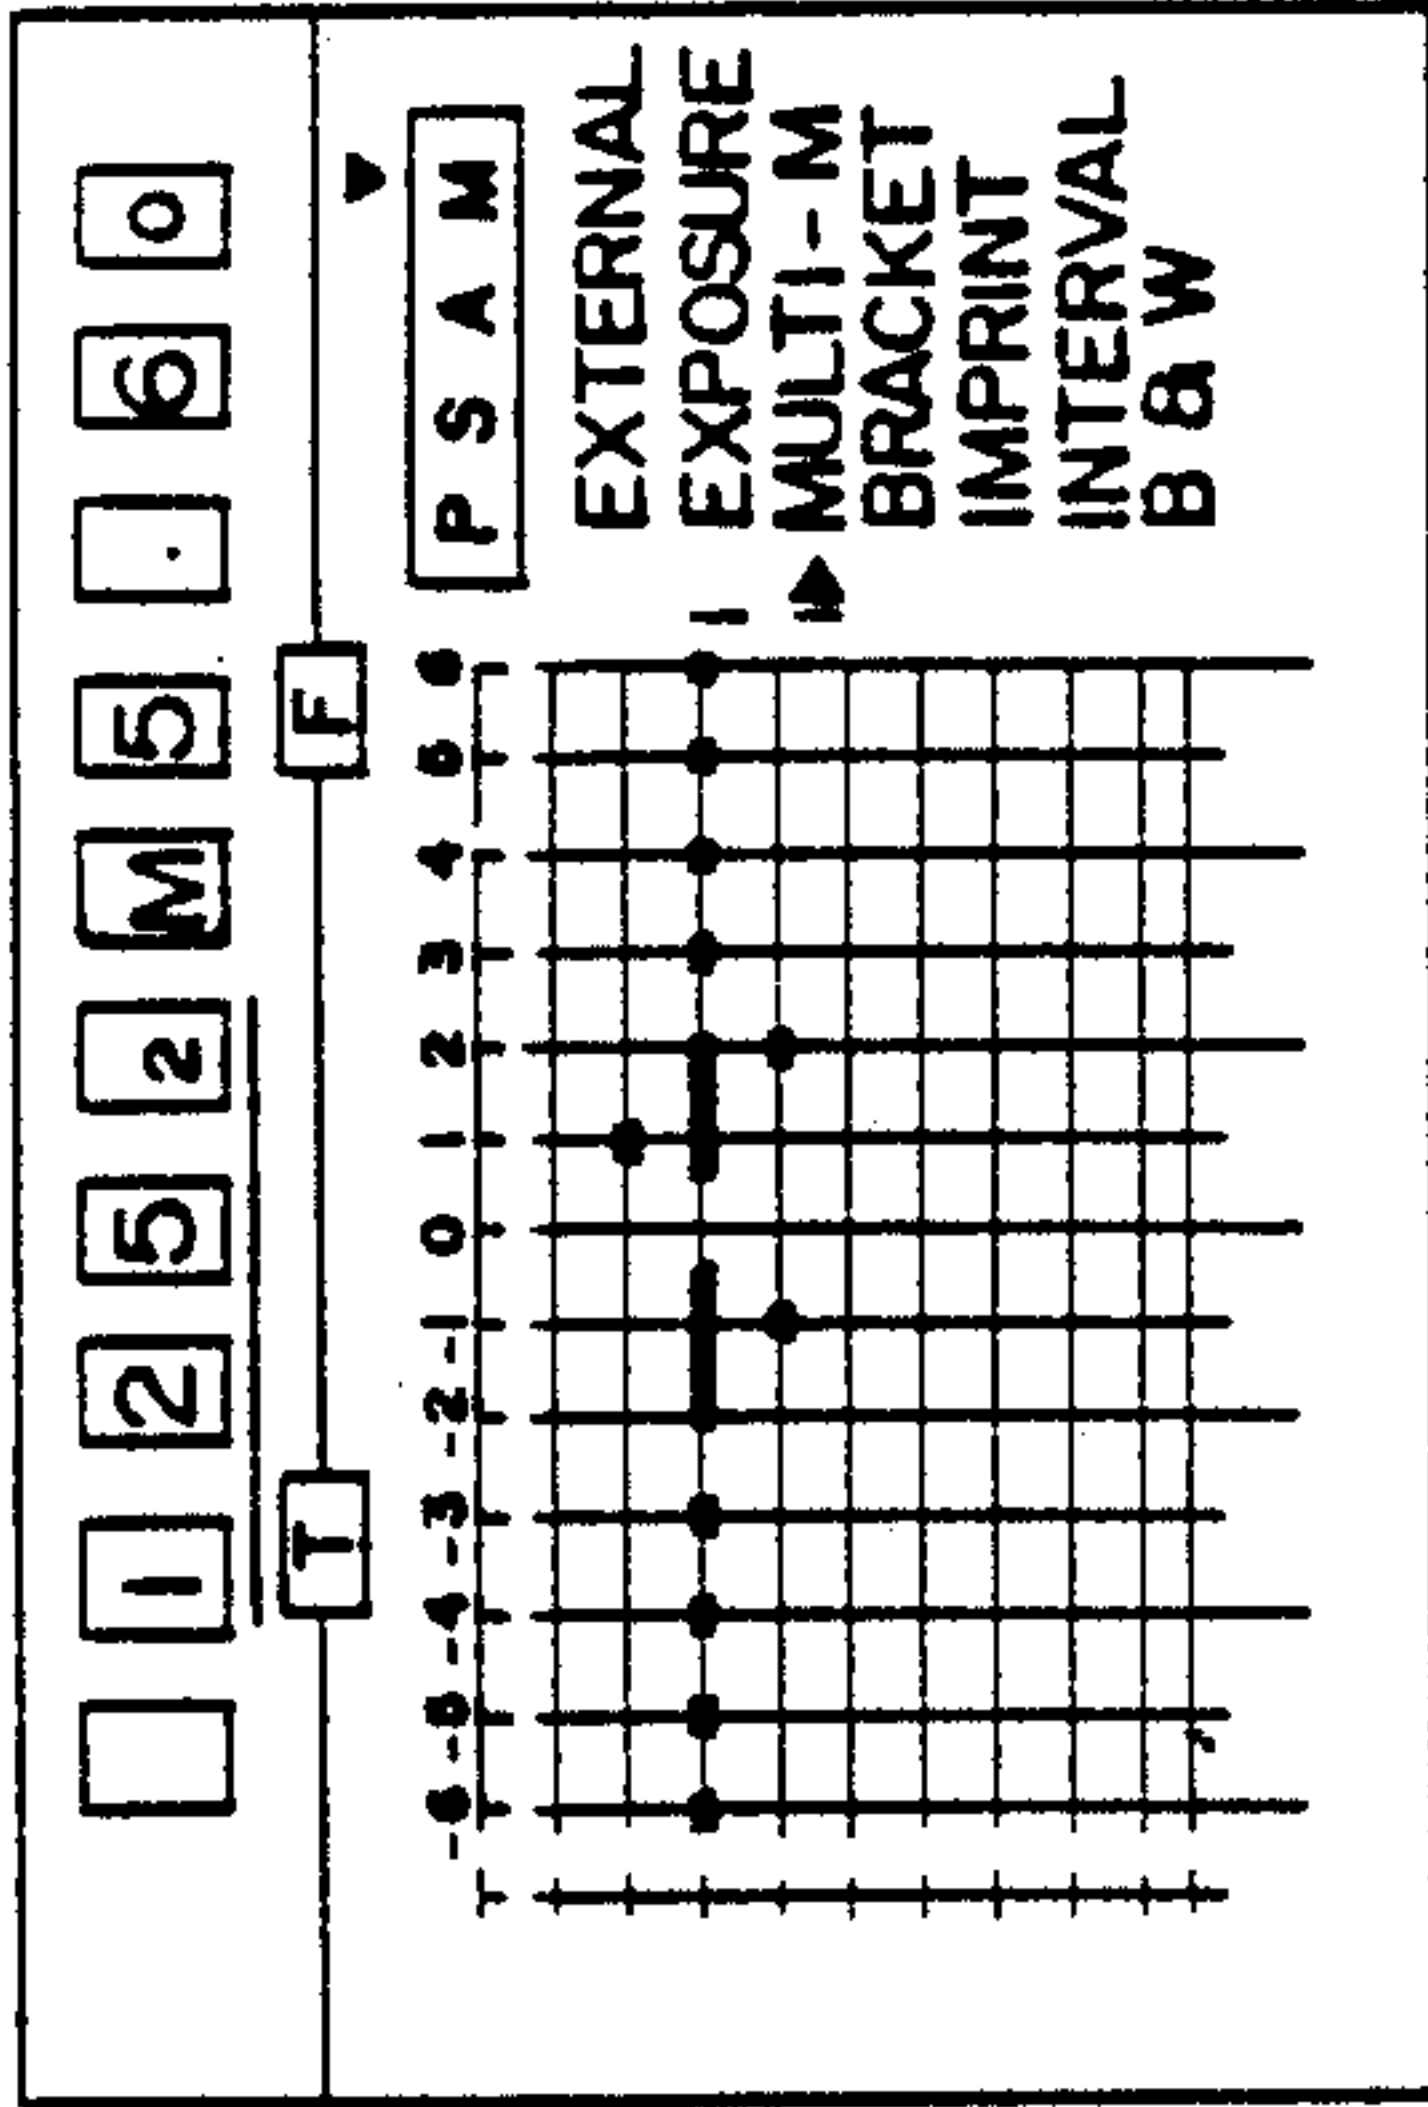 1 2 5 2 M 5 . 6 0
T F
-6 -5 -4 -3 -2 -1 0 1 2 3 4 5 6
P S A M
EXTERNAL
EXPOSURE
MULTI-M
BRACKET
IMPRINT
INTERVAL
B & W